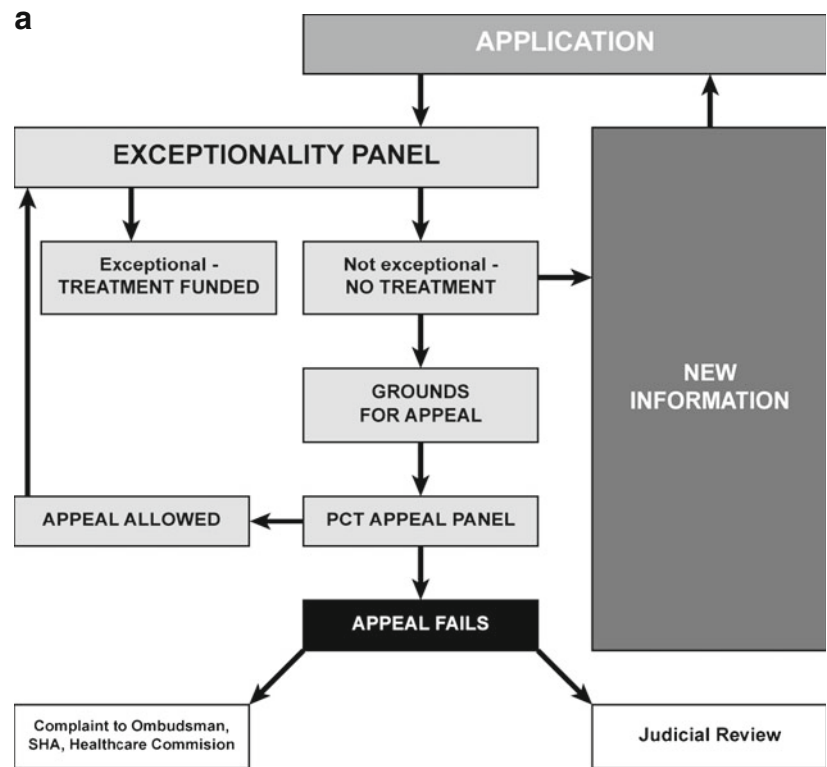 a
APPLICATION
EXCEPTIONALITY PANEL
Exceptional -
TREATMENT FUNDED
Not exceptional -
NO TREATMENT
NEW
INFORMATION
GROUNDS
FOR APPEAL
APPEAL ALLOWED
PCT APPEAL PANEL
APPEAL FAILS
Complaint to Ombudsman,
SHA, Healthcare Commision
Judicial Review